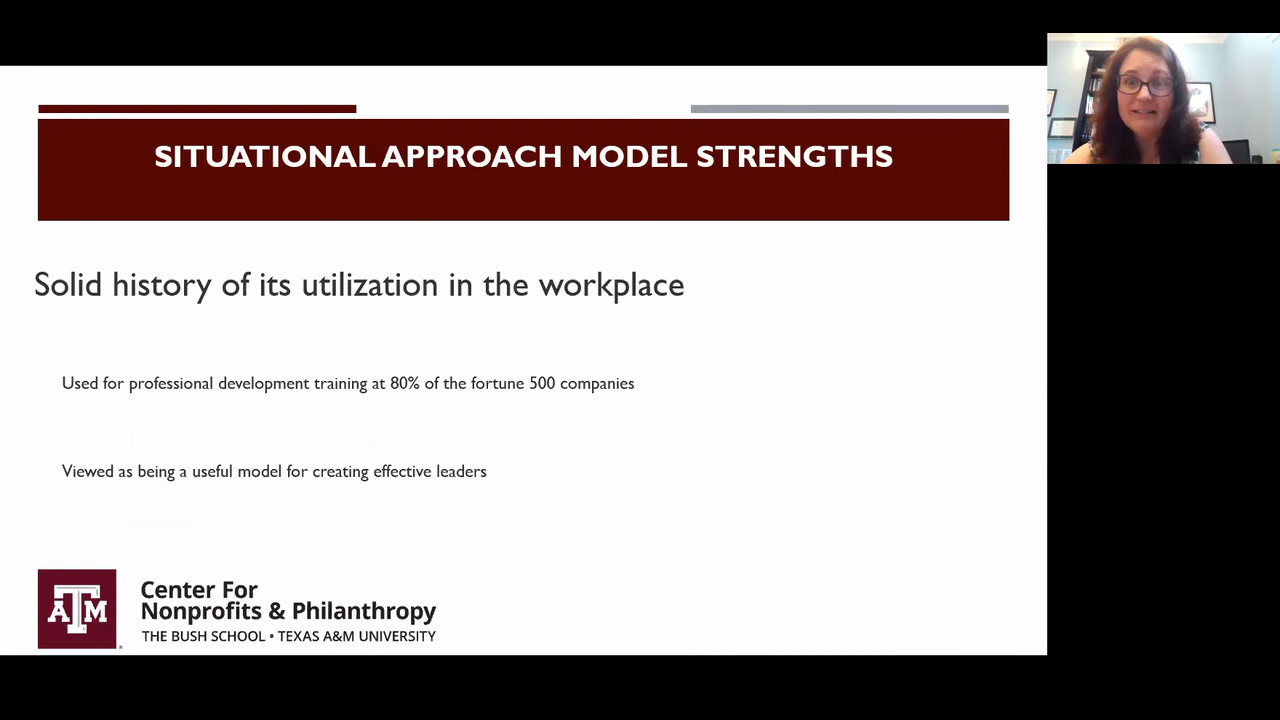 SITUATIONAL APPROACH MODEL STRENGTHS
Solid history of its utilization in the workplace
Used for professional development training at 80% of the fortune 500 companies
Viewed as being a useful model for creating effective leaders
ATM
Center For
Nonprofits & Philanthropy
THE BUSH SCHOOL • TEXAS A&M UNIVERSITY